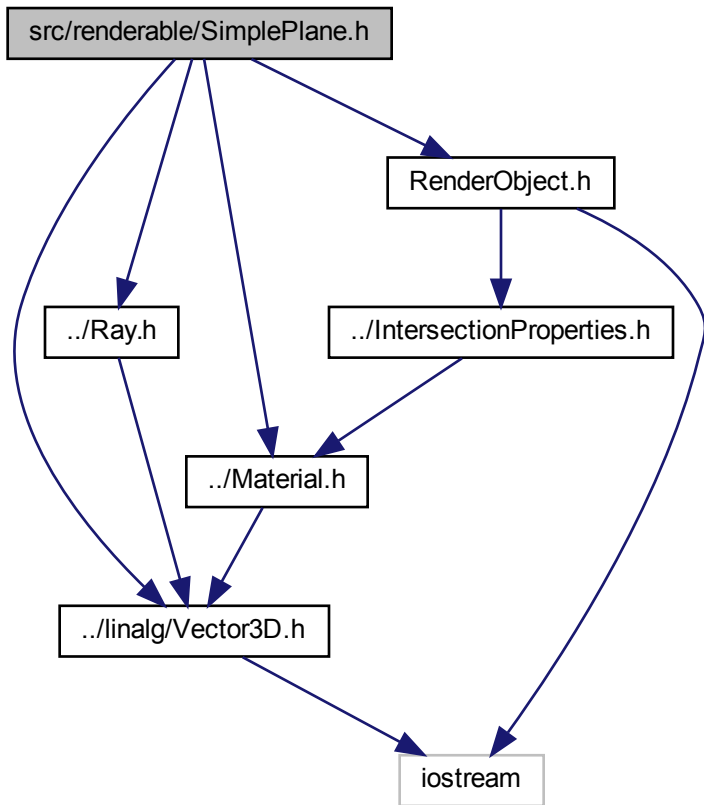 src/renderable/SimplePlane.h
RenderObject.h
../Ray.h
../IntersectionProperties.h
../Material.h
../linalg/Vector3D.h
iostream